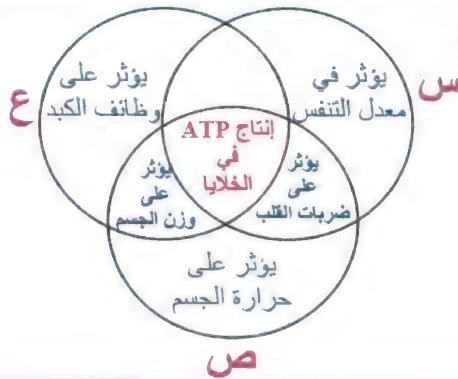 س
يؤثر في
معدل التنفس
يؤثر على
وظائف الكبد
ع
إنتاج ATP
في
الخلايا
يؤثر
على
ضربات القلب
يؤثر
على
وزن الجسم
يؤثر على
حرارة الجسم
ص